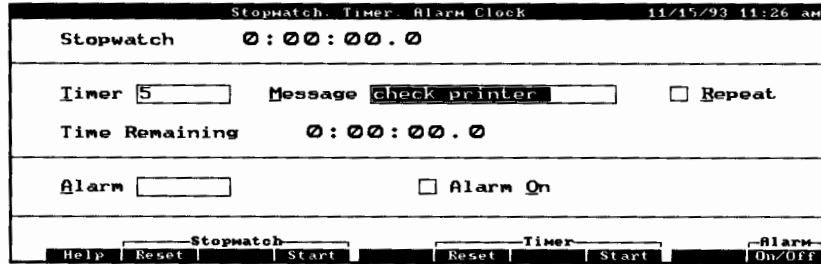 Stopwatch, Timer, Alarm Clock 11/15/93 11:26 am
Stopwatch 0:00:00.0
Timer 5 Message check printer Repeat
Time Remaining 0:00:00.0
Alarm Alarm On
Stopwatch Timer Alarm
Help Reset Start Reset Start On/Off